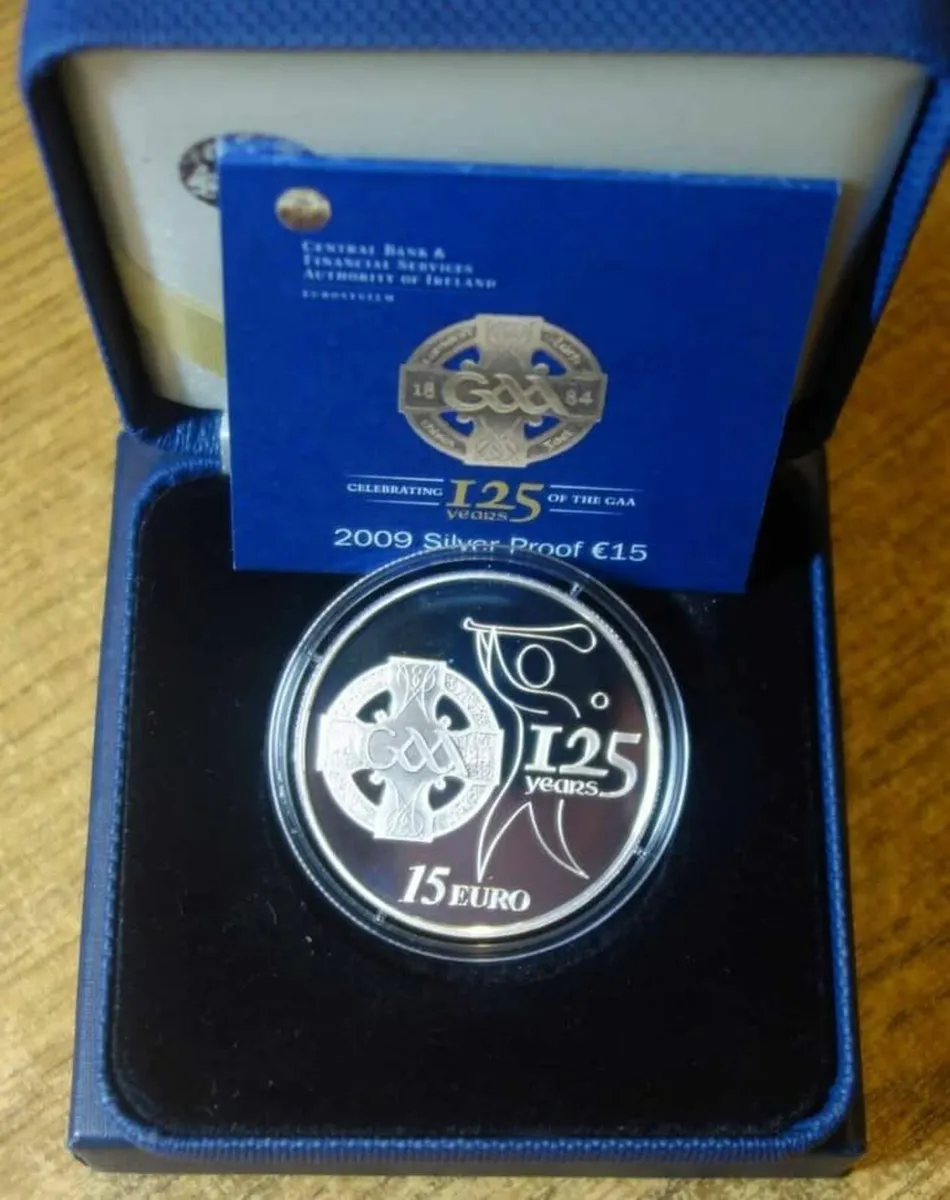 Central Bank &
Financial Services
Authority of Ireland
EUROSYSTEM
18 GAA 84
CELEBRATING 125 years OF THE GAA
2009 Silver Proof €15
GAA
125
years
15 EURO